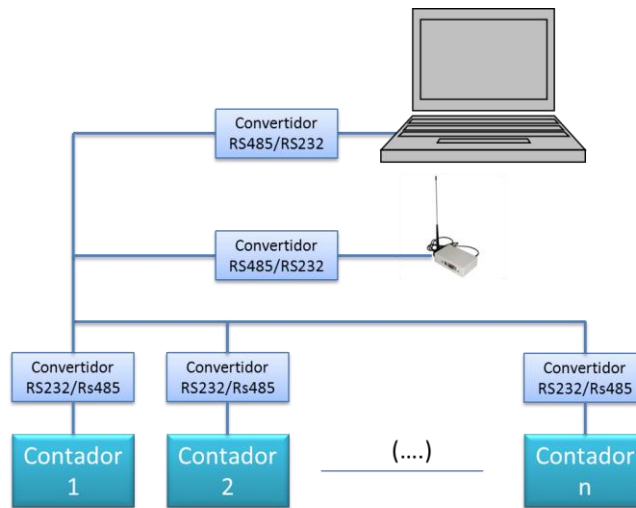 Convertidor
RS485/RS232
Convertidor
RS485/RS232
Convertidor
RS232/Rs485
Convertidor
RS232/Rs485
Convertidor
RS232/Rs485
Contador
1
Contador
2
(....)
Contador
n